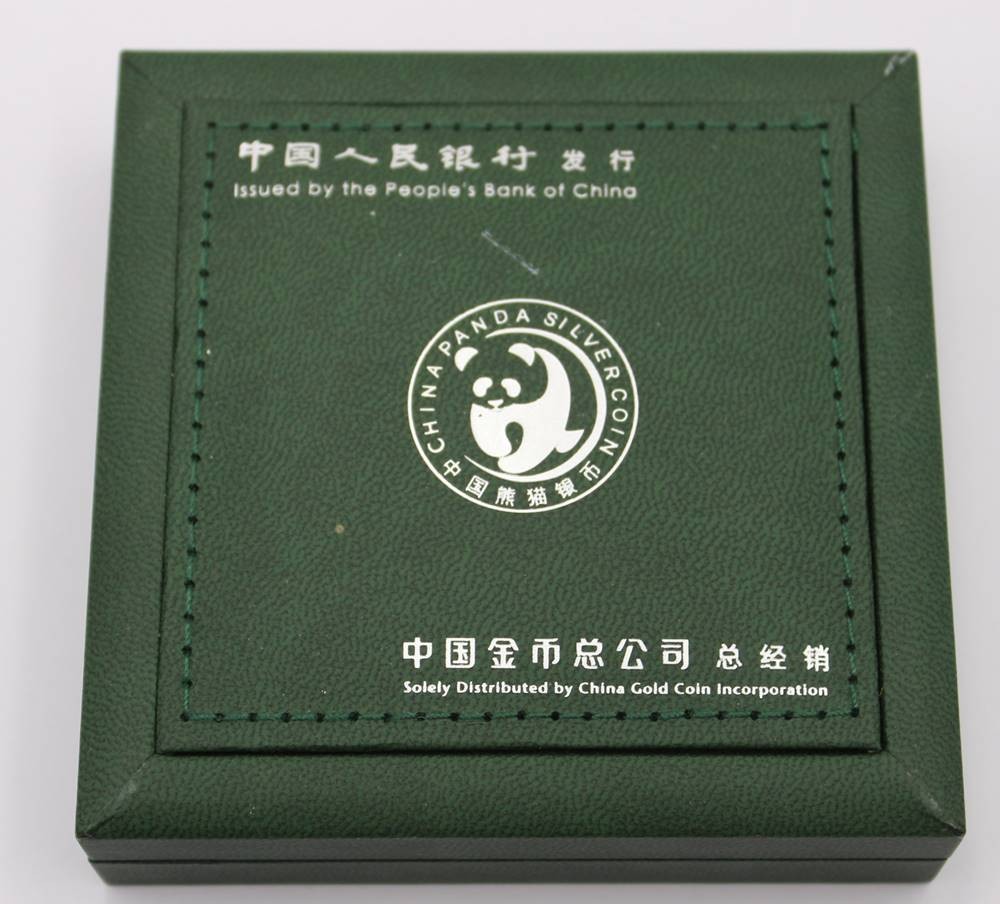 中国人民银行 发行
Issued by the People's Bank of China
CHINA PANDA SILVER COIN
中国熊猫银币
中国金币总公司 总经销
Solely Distributed by China Gold Coin Incorporation